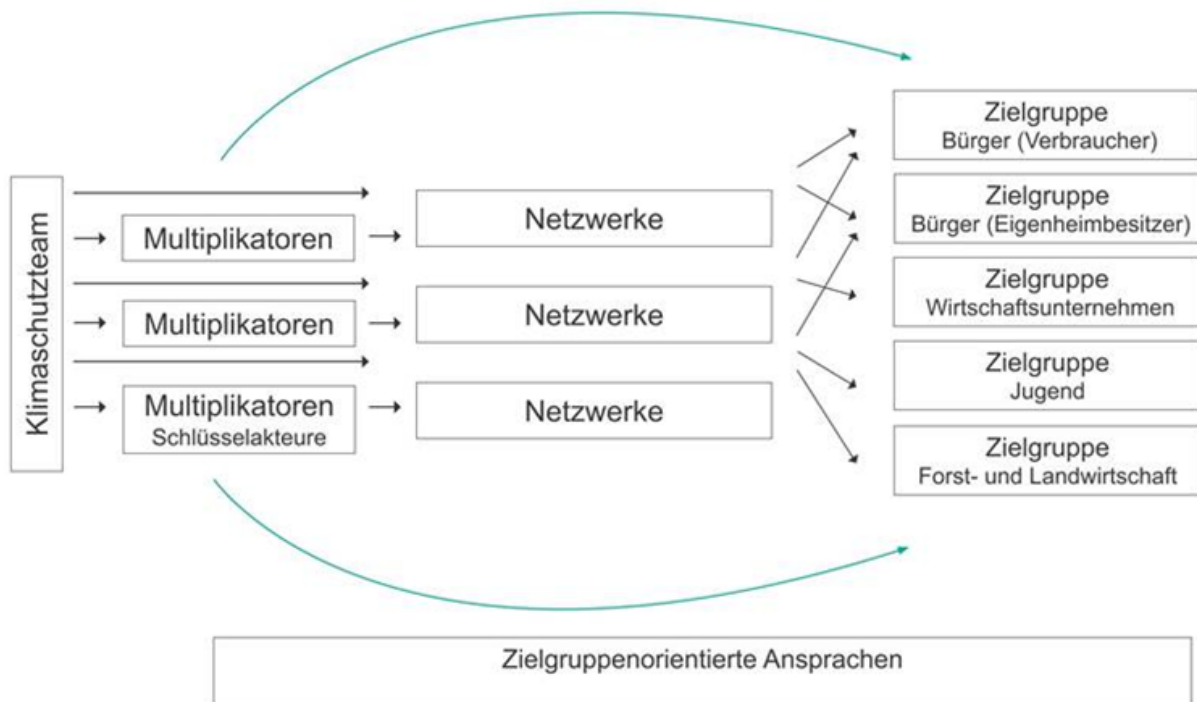 Klimaschutzteam
Multiplikatoren
Multiplikatoren
Multiplikatoren
Schlüsselakteure
Netzwerke
Netzwerke
Netzwerke
Zielgruppe
Bürger (Verbraucher)
Zielgruppe
Bürger (Eigenheimbesitzer)
Zielgruppe
Wirtschaftsunternehmen
Zielgruppe
Jugend
Zielgruppe
Forst- und Landwirtschaft
Zielgruppenorientierte Ansprachen